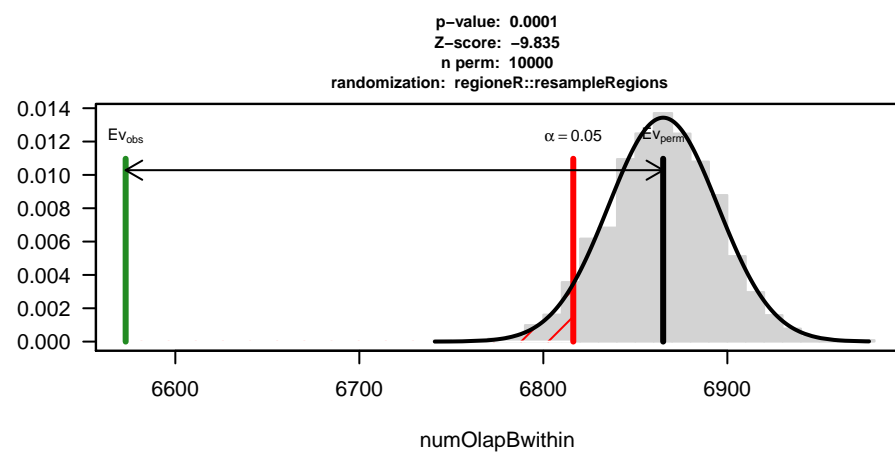 p−value: 0.0001
Z−score: −9.835
n perm: 10000
randomization: regioneR::resampleRegions
0.014
0.012
0.010
0.008
0.006
0.004
0.002
0.000
Evobs
α = 0.05
Evperm
6600 6700 6800 6900
numOlapBwithin